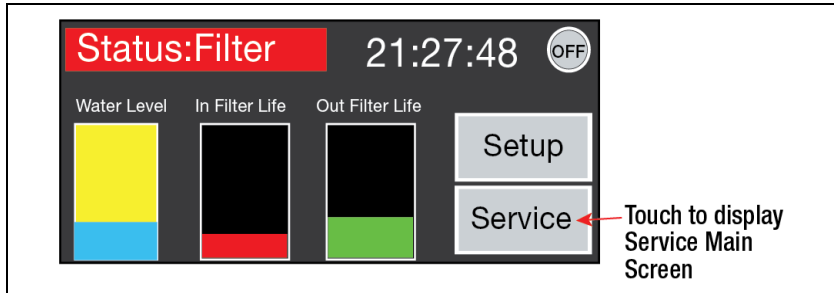 Status:Filter 21:27:48 OFF
Water Level In Filter Life Out Filter Life
Setup
Service
Touch to display
Service Main
Screen